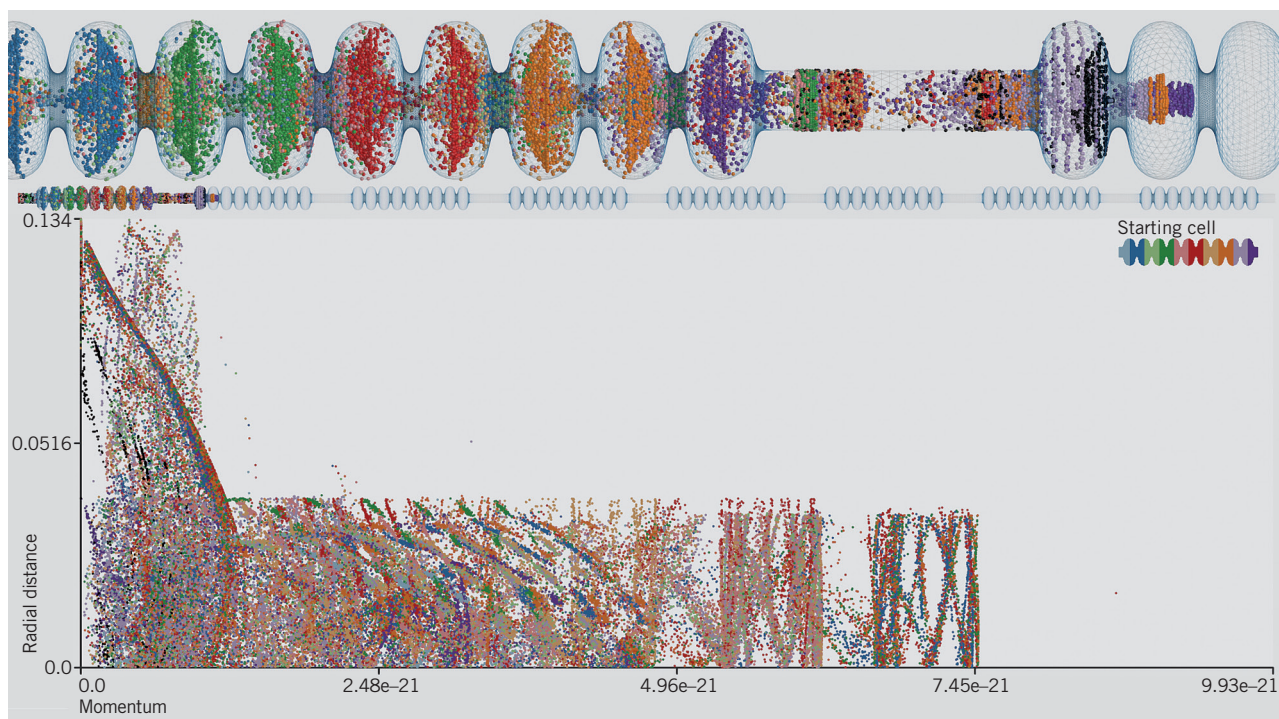 0.134
Starting cell
0.0516
Radial distance
0.0
0.0
2.48e–21
4.96e–21
7.45e–21
9.93e–21
Momentum